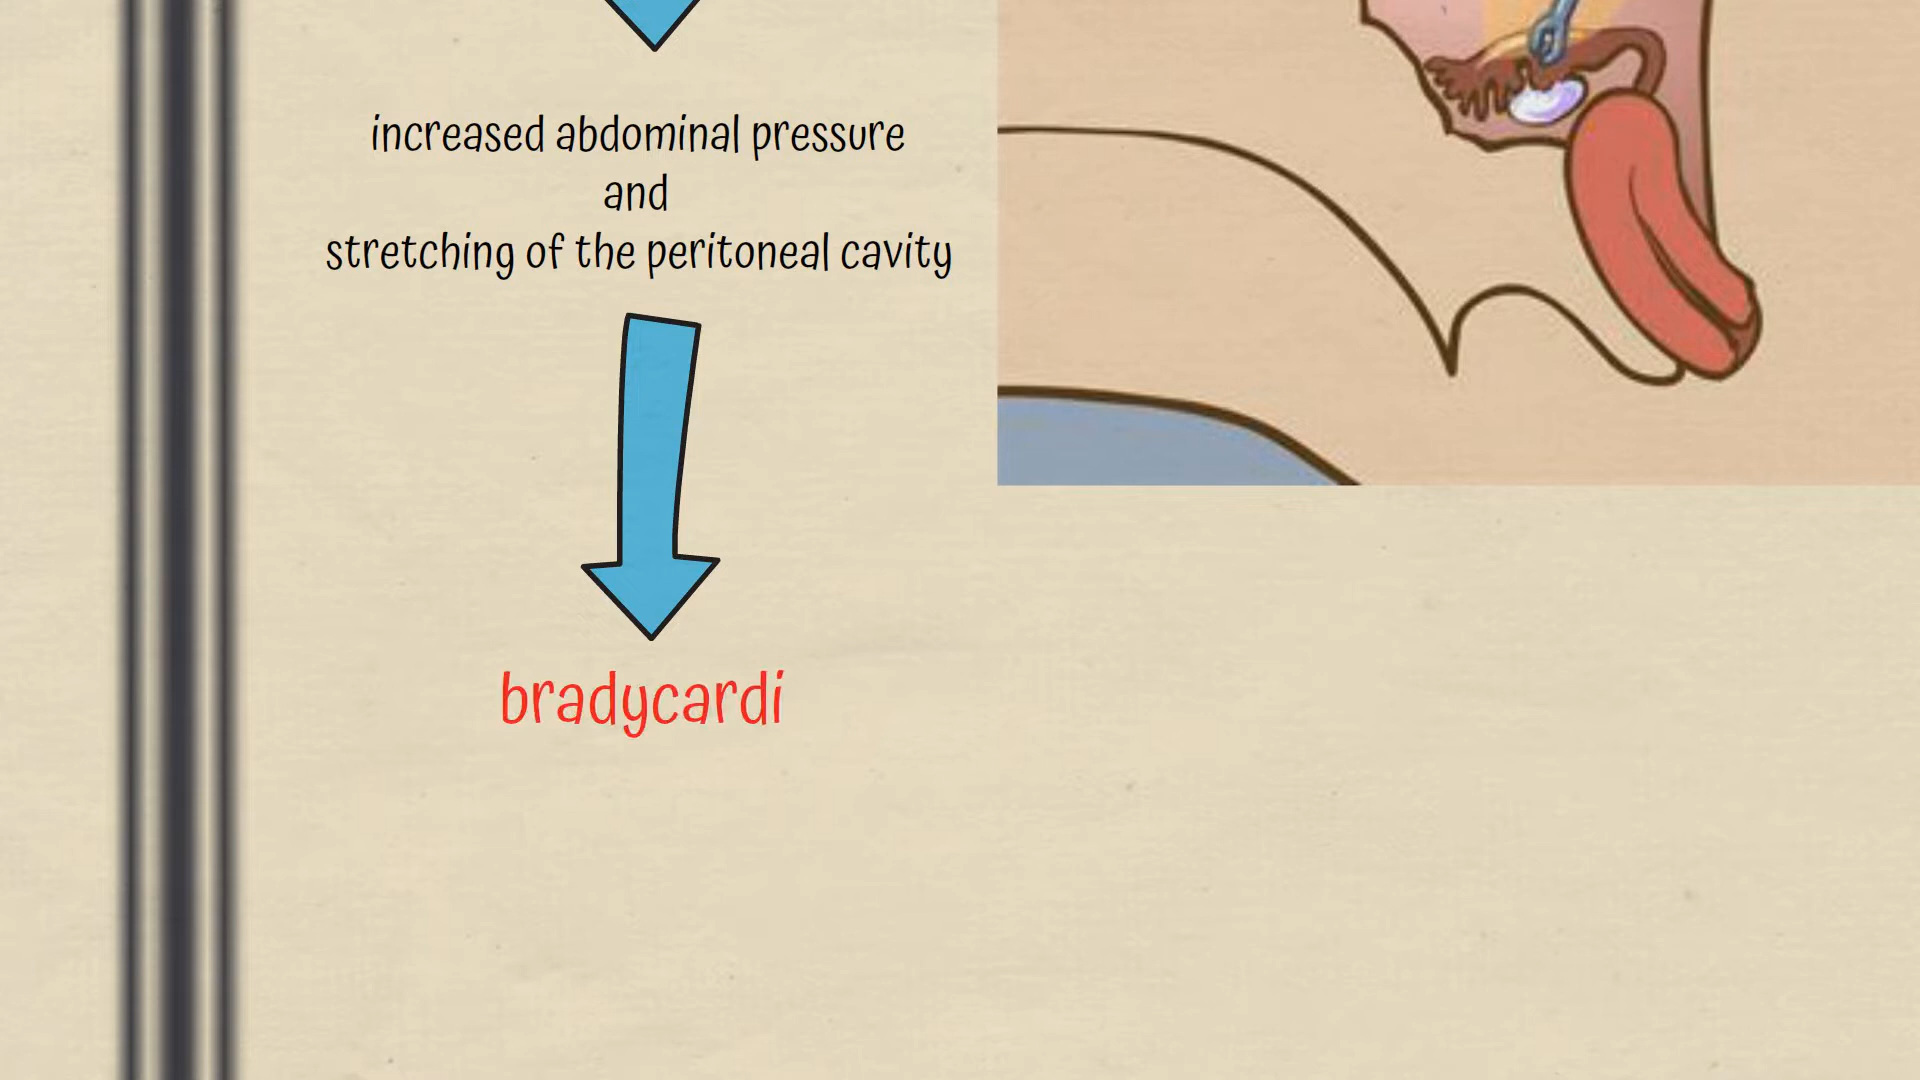 increased abdominal pressure
and
stretching of the peritoneal cavity
bradycardi